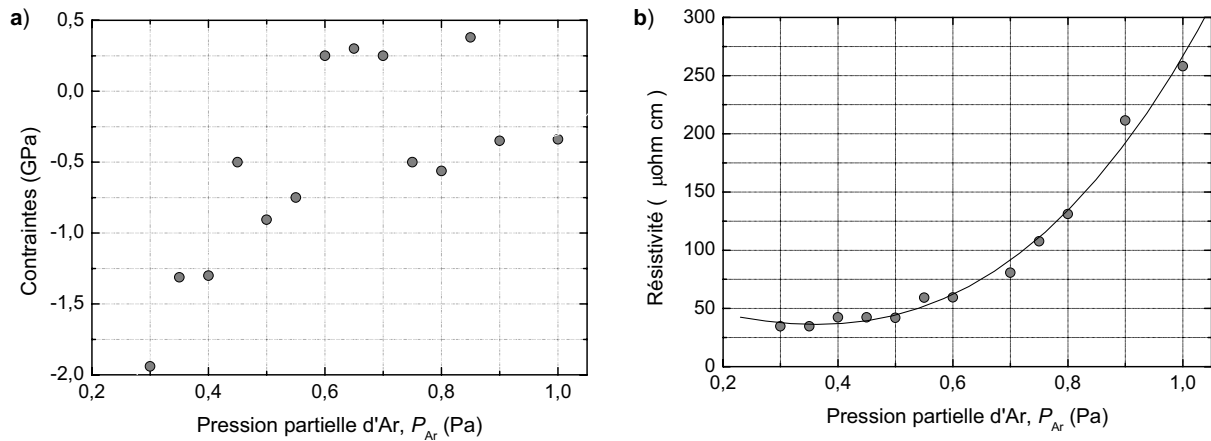 a)
0,5
0,0
-0,5
-1,0
-1,5
-2,0
Contraintes (GPa)
0,2 0,4 0,6 0,8 1,0
Pression partielle d'Ar, P_Ar (Pa)
b)
300
250
200
150
100
50
0
Résistivité ( µohm cm)
0,2 0,4 0,6 0,8 1,0
Pression partielle d'Ar, P_Ar (Pa)